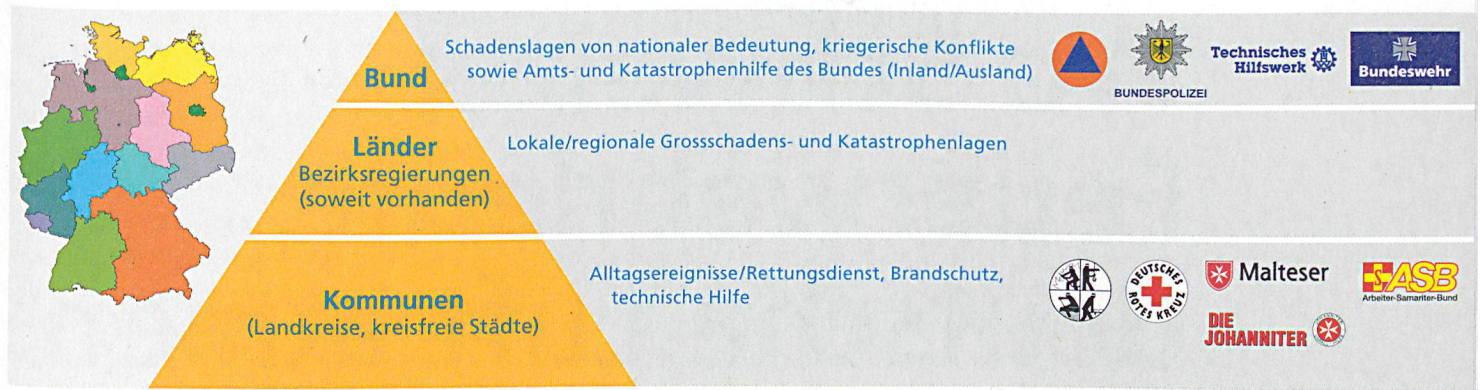 Bund
Schadenslagen von nationaler Bedeutung, kriegerische Konflikte
sowie Amts- und Katastrophenhilfe des Bundes (Inland/Ausland)
BUNDESPOLIZEI
Technisches
Hilfswerk
Bundeswehr
Länder
Bezirksregierungen
(soweit vorhanden)
Lokale/regionale Grossschadens- und Katastrophenlagen
Kommunen
(Landkreise, kreisfreie Städte)
Alltagsereignisse/Rettungsdienst, Brandschutz,
technische Hilfe
DEUTSCHES
ROTES KREUZ
Malteser
S ASB
Arbeiter-Samariter-Bund
DIE
JOHANNITER